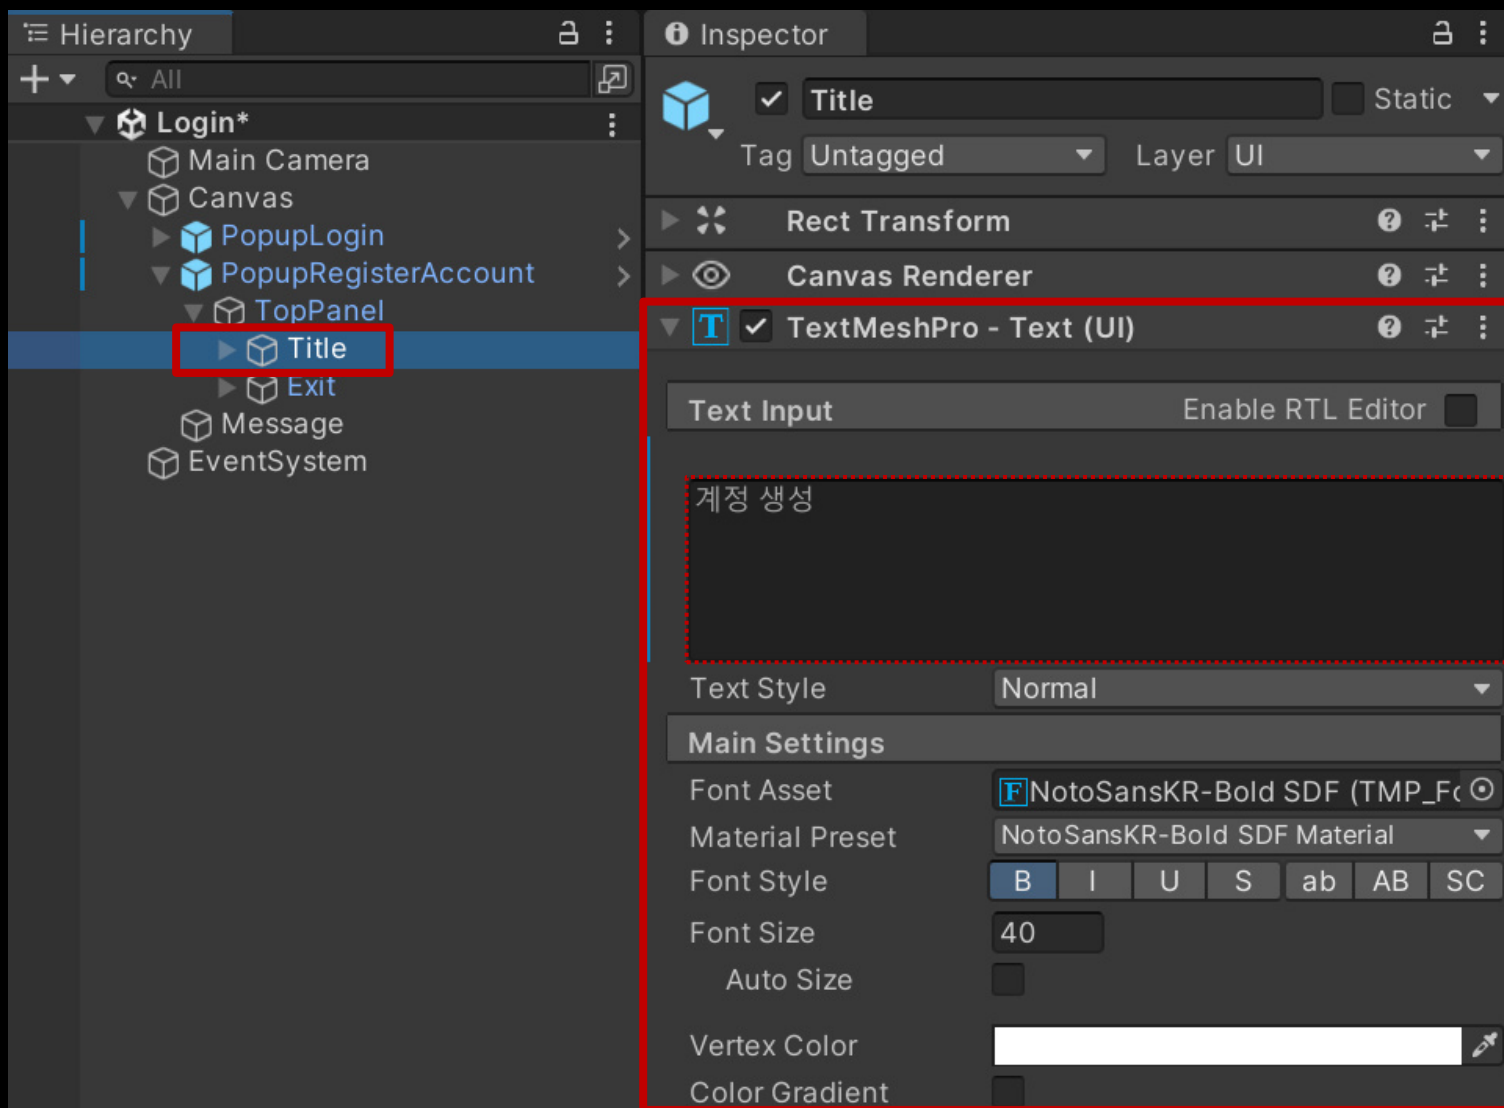 Hierarchy
All
Login*
Main Camera
Canvas
PopupLogin
PopupRegisterAccount
TopPanel
Title
Exit
Message
EventSystem
Inspector
Title
Static
Tag Untagged Layer UI
Rect Transform
Canvas Renderer
TextMeshPro - Text (UI)
Text Input Enable RTL Editor
계정 생성
Text Style Normal
Main Settings
Font Asset NotoSansKR-Bold SDF (TMP_Fo
Material Preset NotoSansKR-Bold SDF Material
Font Style B I U S ab AB SC
Font Size 40
Auto Size
Vertex Color
Color Gradient